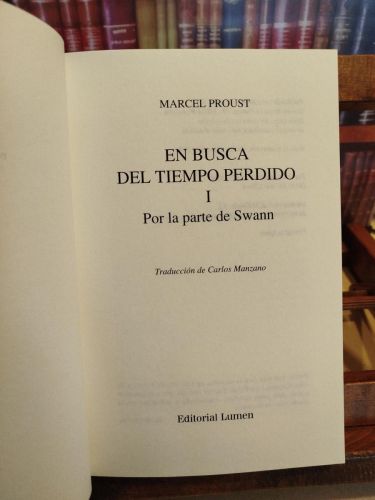 MARCEL PROUST
EN BUSCA
DEL TIEMPO PERDIDO
I
Por la parte de Swann
Traducción de Carlos Manzano
Editorial Lumen